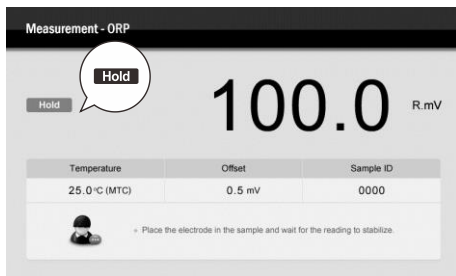 Measurement - ORP
Hold
Hold
100.0 R.mV
Temperature Offset Sample ID
25.0 ℃ (MTC) 0.5 mV 0000
Place the electrode in the sample and wait for the reading to stabilize.